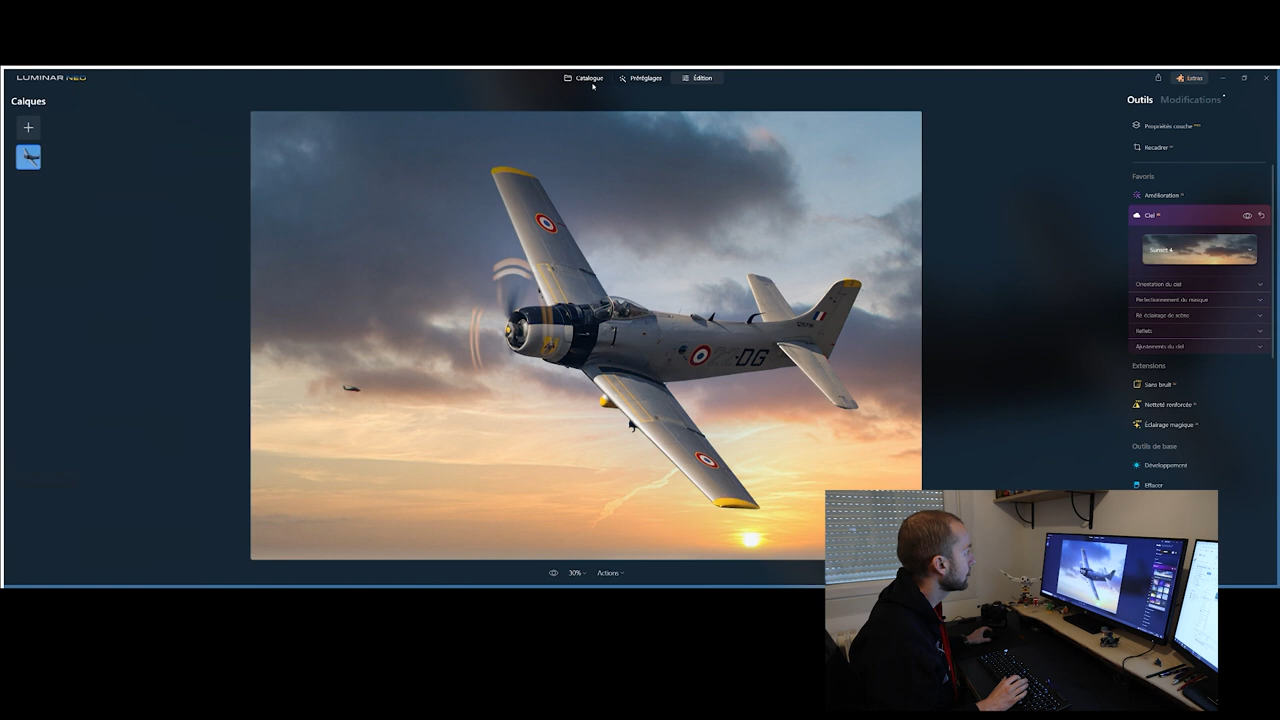 LUMINAR NEO
Catalogue
Préréglages
Édition
Extras
Calques
Outils Modifications
Propriétés couche
Recadrer
Favoris
Amélioration
Ciel
Sunset 4
Orientation du ciel
Perfectionnement du masque
Ré éclairage de scène
Reflets
Ajustements du ciel
Extensions
Sans bruit
Netteté renforcée
Éclairage magique
Outils de base
Développement
Effacer
DG
30%
Actions